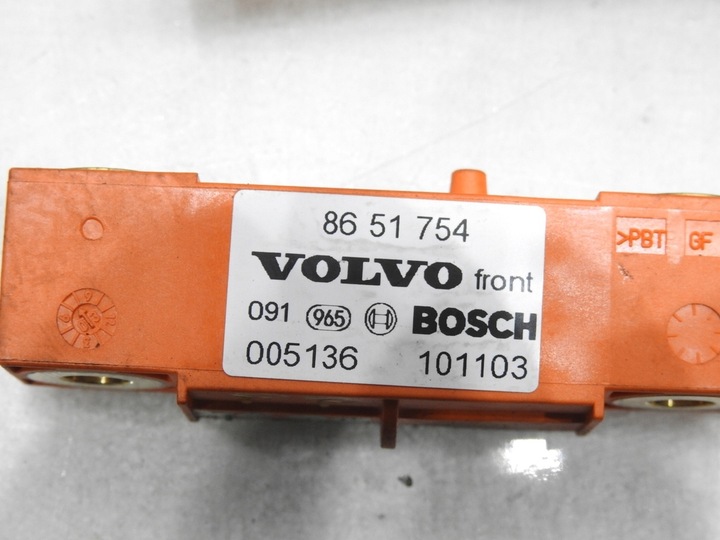 86 51 754
VOLVO front
091 965 BOSCH
005136 101103
>PBT GF